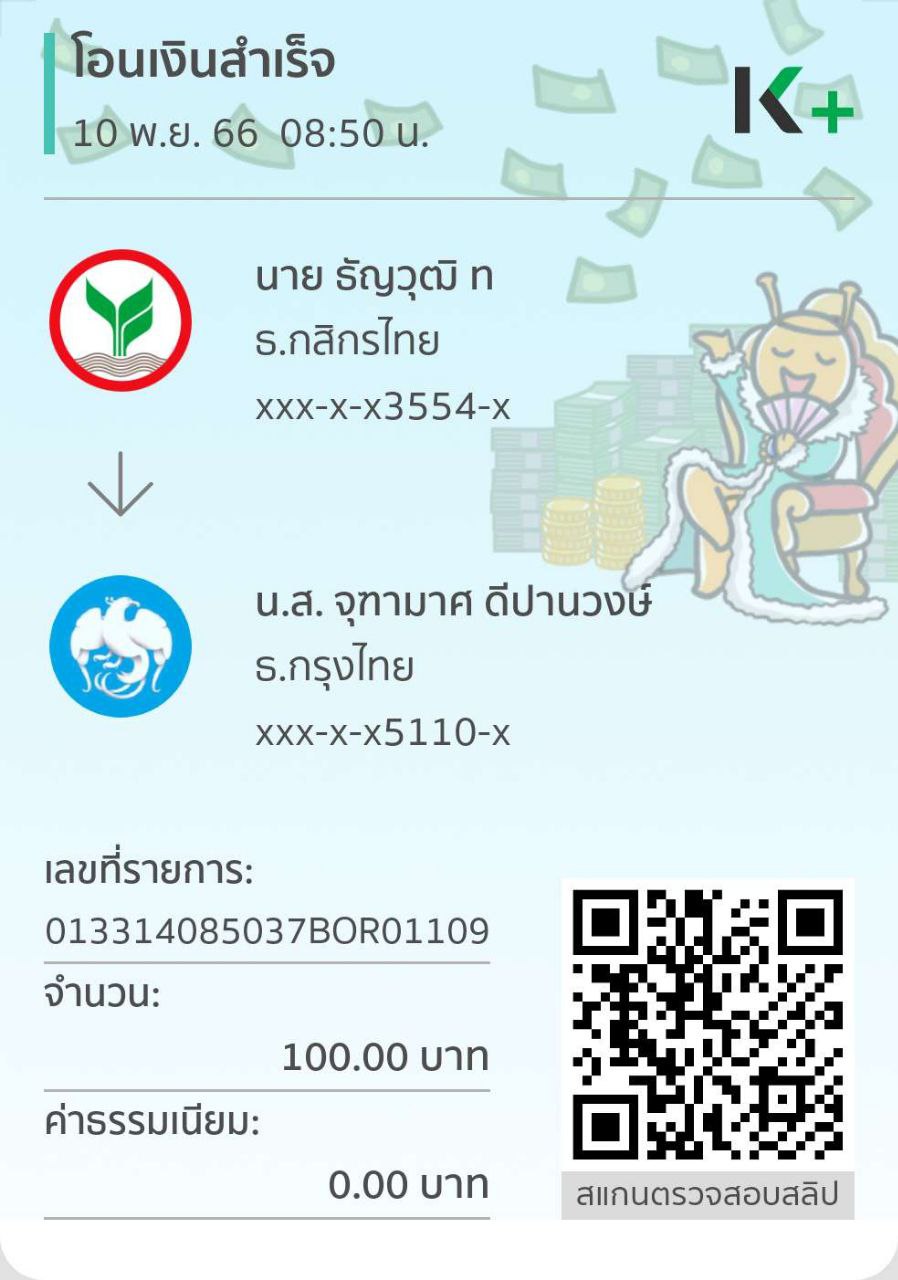 โอนเงินสำเร็จ
10 พ.ย. 66 08:50 น.
K+
นาย ธัญวุฒิ ท
ธ.กสิกรไทย
xxx-x-x3554-x
น.ส. จุฑามาศ ดีปานวงษ์
ธ.กรุงไทย
xxx-x-x5110-x
เลขที่รายการ:
013314085037BOR01109
จำนวน:
100.00 บาท
ค่าธรรมเนียม:
0.00 บาท
สแกนตรวจสอบสลิป